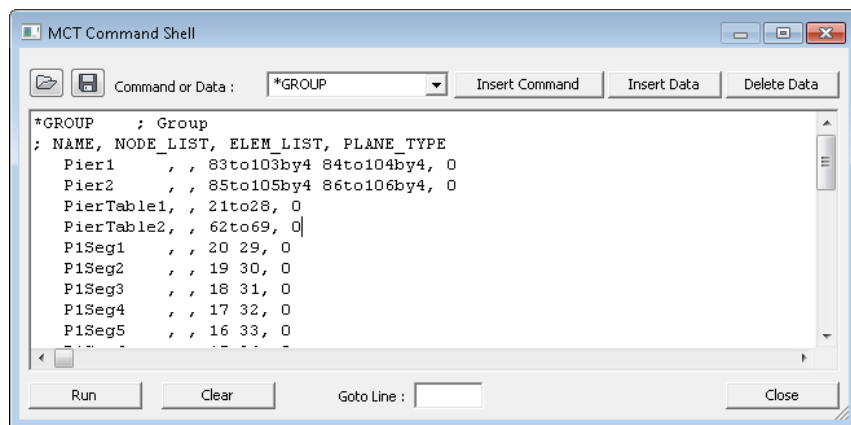 MCT Command Shell
Command or Data : *GROUP Insert Command Insert Data Delete Data
*GROUP ; Group
; NAME, NODE_LIST, ELEM_LIST, PLANE_TYPE
Pier1 , , 83to103by4 84to104by4, 0
Pier2 , , 85to105by4 86to106by4, 0
PierTable1, , 21to28, 0
PierTable2, , 62to69, 0
P1Seg1 , , 20 29, 0
P1Seg2 , , 19 30, 0
P1Seg3 , , 18 31, 0
P1Seg4 , , 17 32, 0
P1Seg5 , , 16 33, 0
Run Clear Goto Line : Close